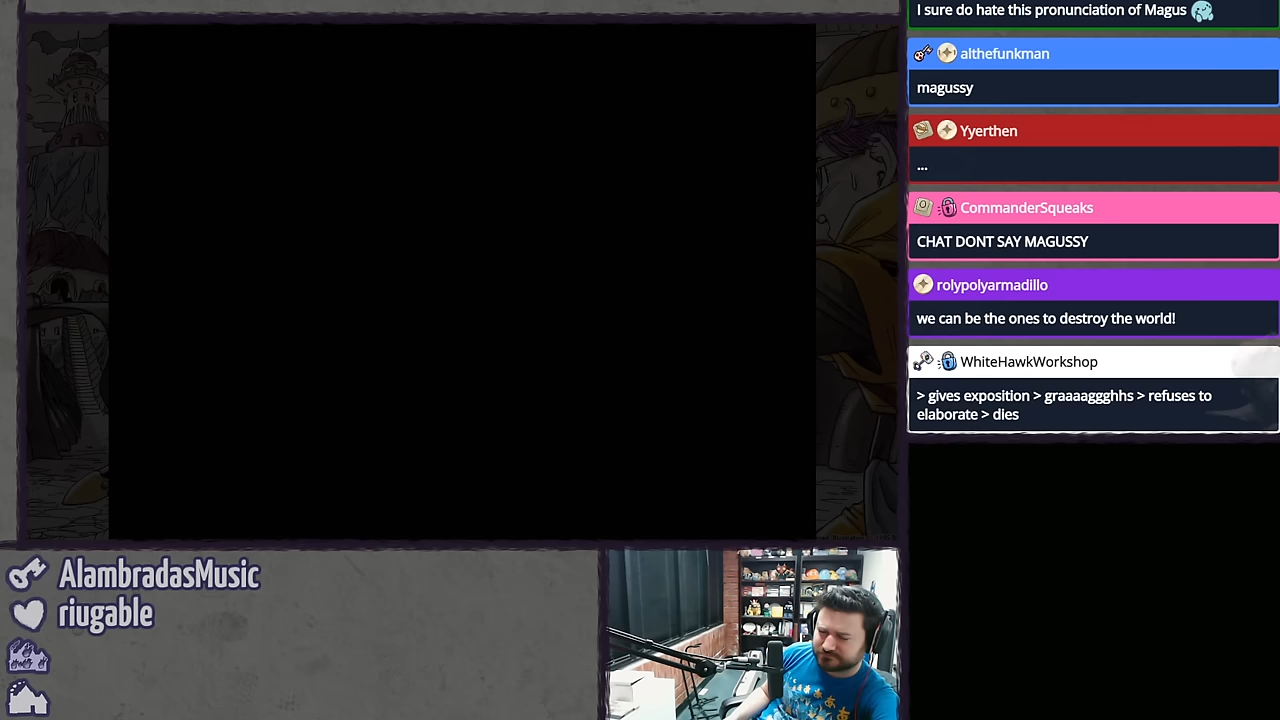 I sure do hate this pronunciation of Magus
althefunkman
magussy
Yyerthen
...
CommanderSqueaks
CHAT DONT SAY MAGUSSY
rolypolyarmadillo
we can be the ones to destroy the world!
WhiteHawkWorkshop
> gives exposition > graaaaggghhs > refuses to
elaborate > dies
AlambradasMusic
riugable